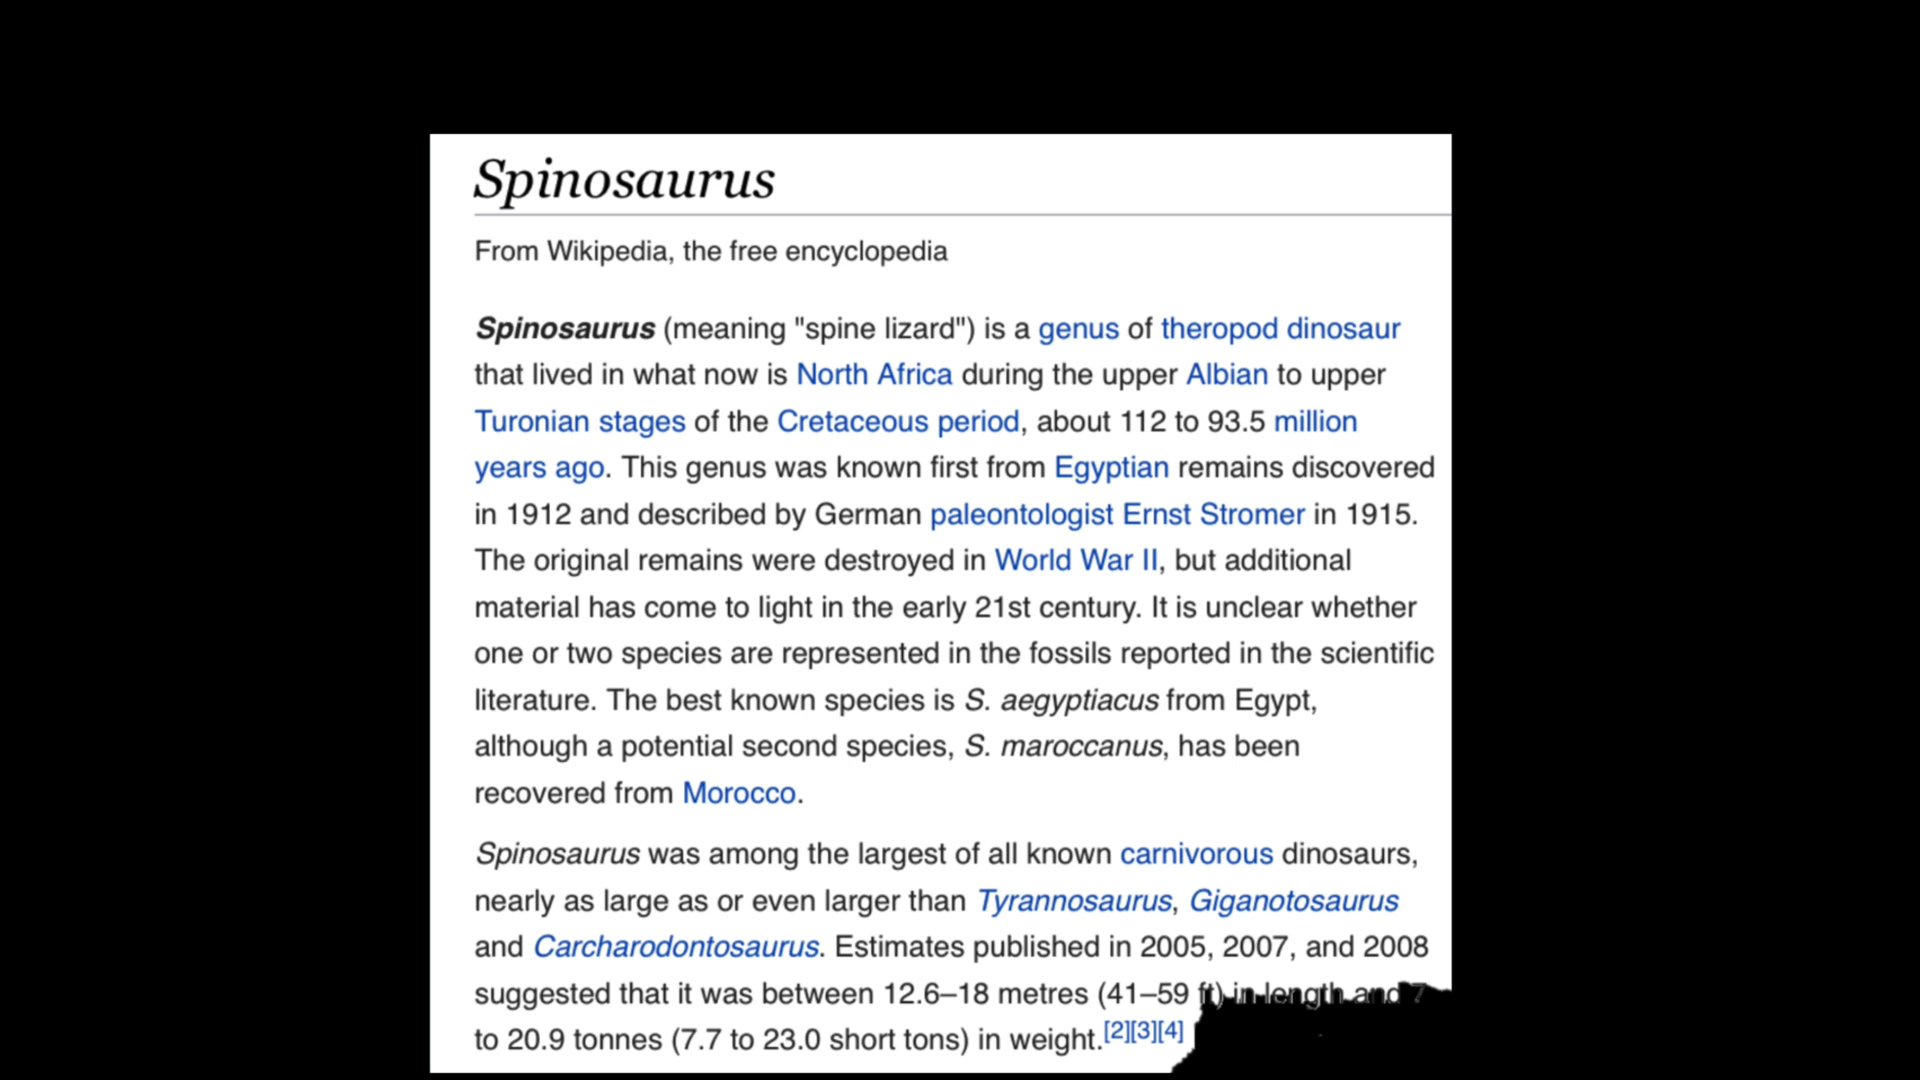 Spinosaurus
From Wikipedia, the free encyclopedia
Spinosaurus (meaning "spine lizard") is a genus of theropod dinosaur
that lived in what now is North Africa during the upper Albian to upper
Turonian stages of the Cretaceous period, about 112 to 93.5 million
years ago. This genus was known first from Egyptian remains discovered
in 1912 and described by German paleontologist Ernst Stromer in 1915.
The original remains were destroyed in World War II, but additional
material has come to light in the early 21st century. It is unclear whether
one or two species are represented in the fossils reported in the scientific
literature. The best known species is S. aegyptiacus from Egypt,
although a potential second species, S. maroccanus, has been
recovered from Morocco.
Spinosaurus was among the largest of all known carnivorous dinosaurs,
nearly as large as or even larger than Tyrannosaurus, Giganotosaurus
and Carcharodontosaurus. Estimates published in 2005, 2007, and 2008
suggested that it was between 12.6–18 metres (41–59 ft) in length and 7
to 20.9 tonnes (7.7 to 23.0 short tons) in weight.[2][3][4]